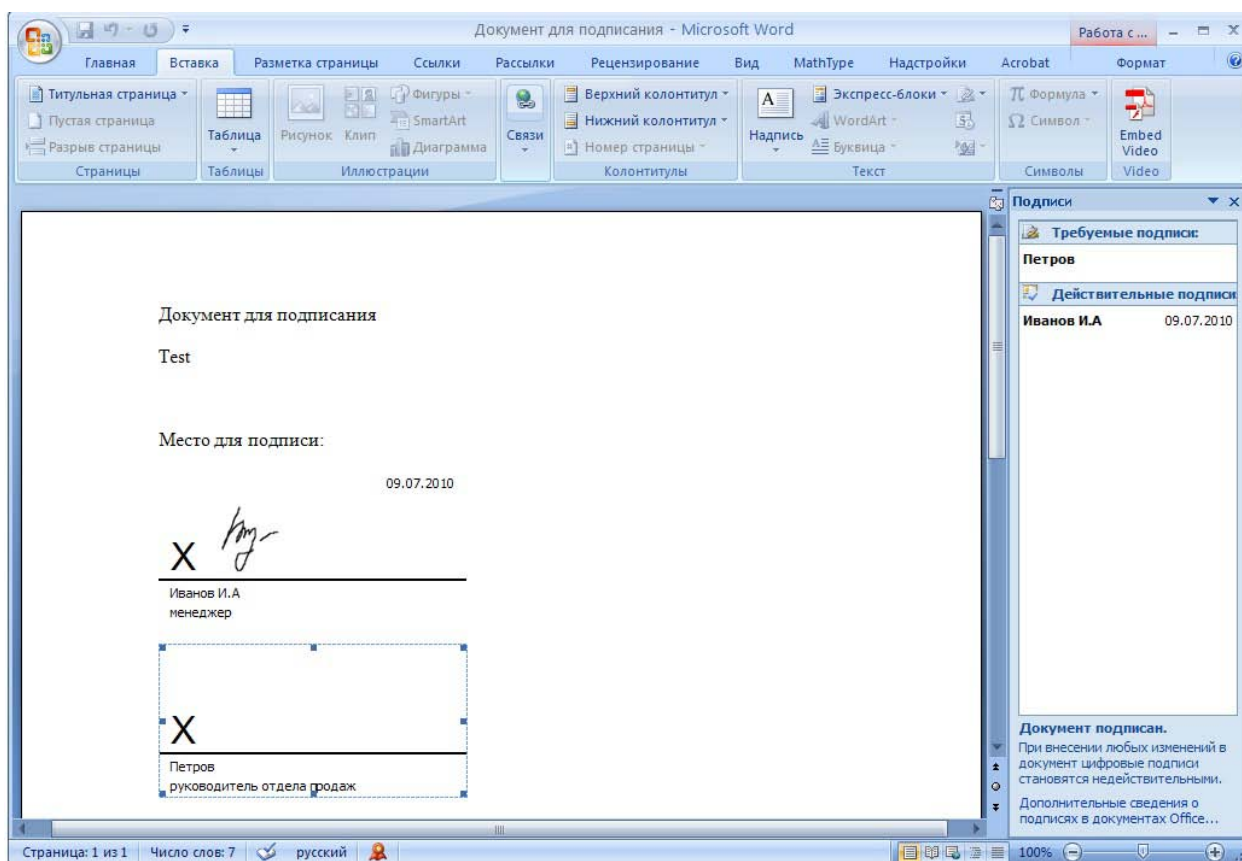 Документ для подписания - Microsoft Word
Работа с ...
Главная Вставка Разметка страницы Ссылки Рассылки Рецензирование Вид MathType Надстройки Acrobat Формат
Титульная страница
Пустая страница
Разрыв страницы
Страницы
Таблица
Таблицы
Рисунок
Клип
Фигуры
SmartArt
Диаграмма
Иллюстрации
Связи
Верхний колонтитул
Нижний колонтитул
Номер страницы
Колонтитулы
A
Надпись
Экспресс-блоки
WordArt
Буквица
Текст
π Формула
Ω Символ
Символы
Embed
Video
Video
Документ для подписания
Test
Место для подписи:
09.07.2010
X
Иванов И.А
менеджер
X
Петров
руководитель отдела продаж
Подписи
Требуемые подписи:
Петров
Действительные подписи
Иванов И.А 09.07.2010
Документ подписан.
При внесении любых изменений в
документ цифровые подписи
становятся недействительными.
Дополнительные сведения о
подписях в документах Office...
Страница: 1 из 1 Число слов: 7 русский 100%